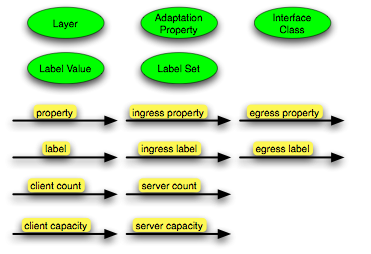 Layer
Adaptation
Property
Interface
Class
Label Value
Label Set
property
ingress property
egress property
label
ingress label
egress label
client count
server count
client capacity
server capacity